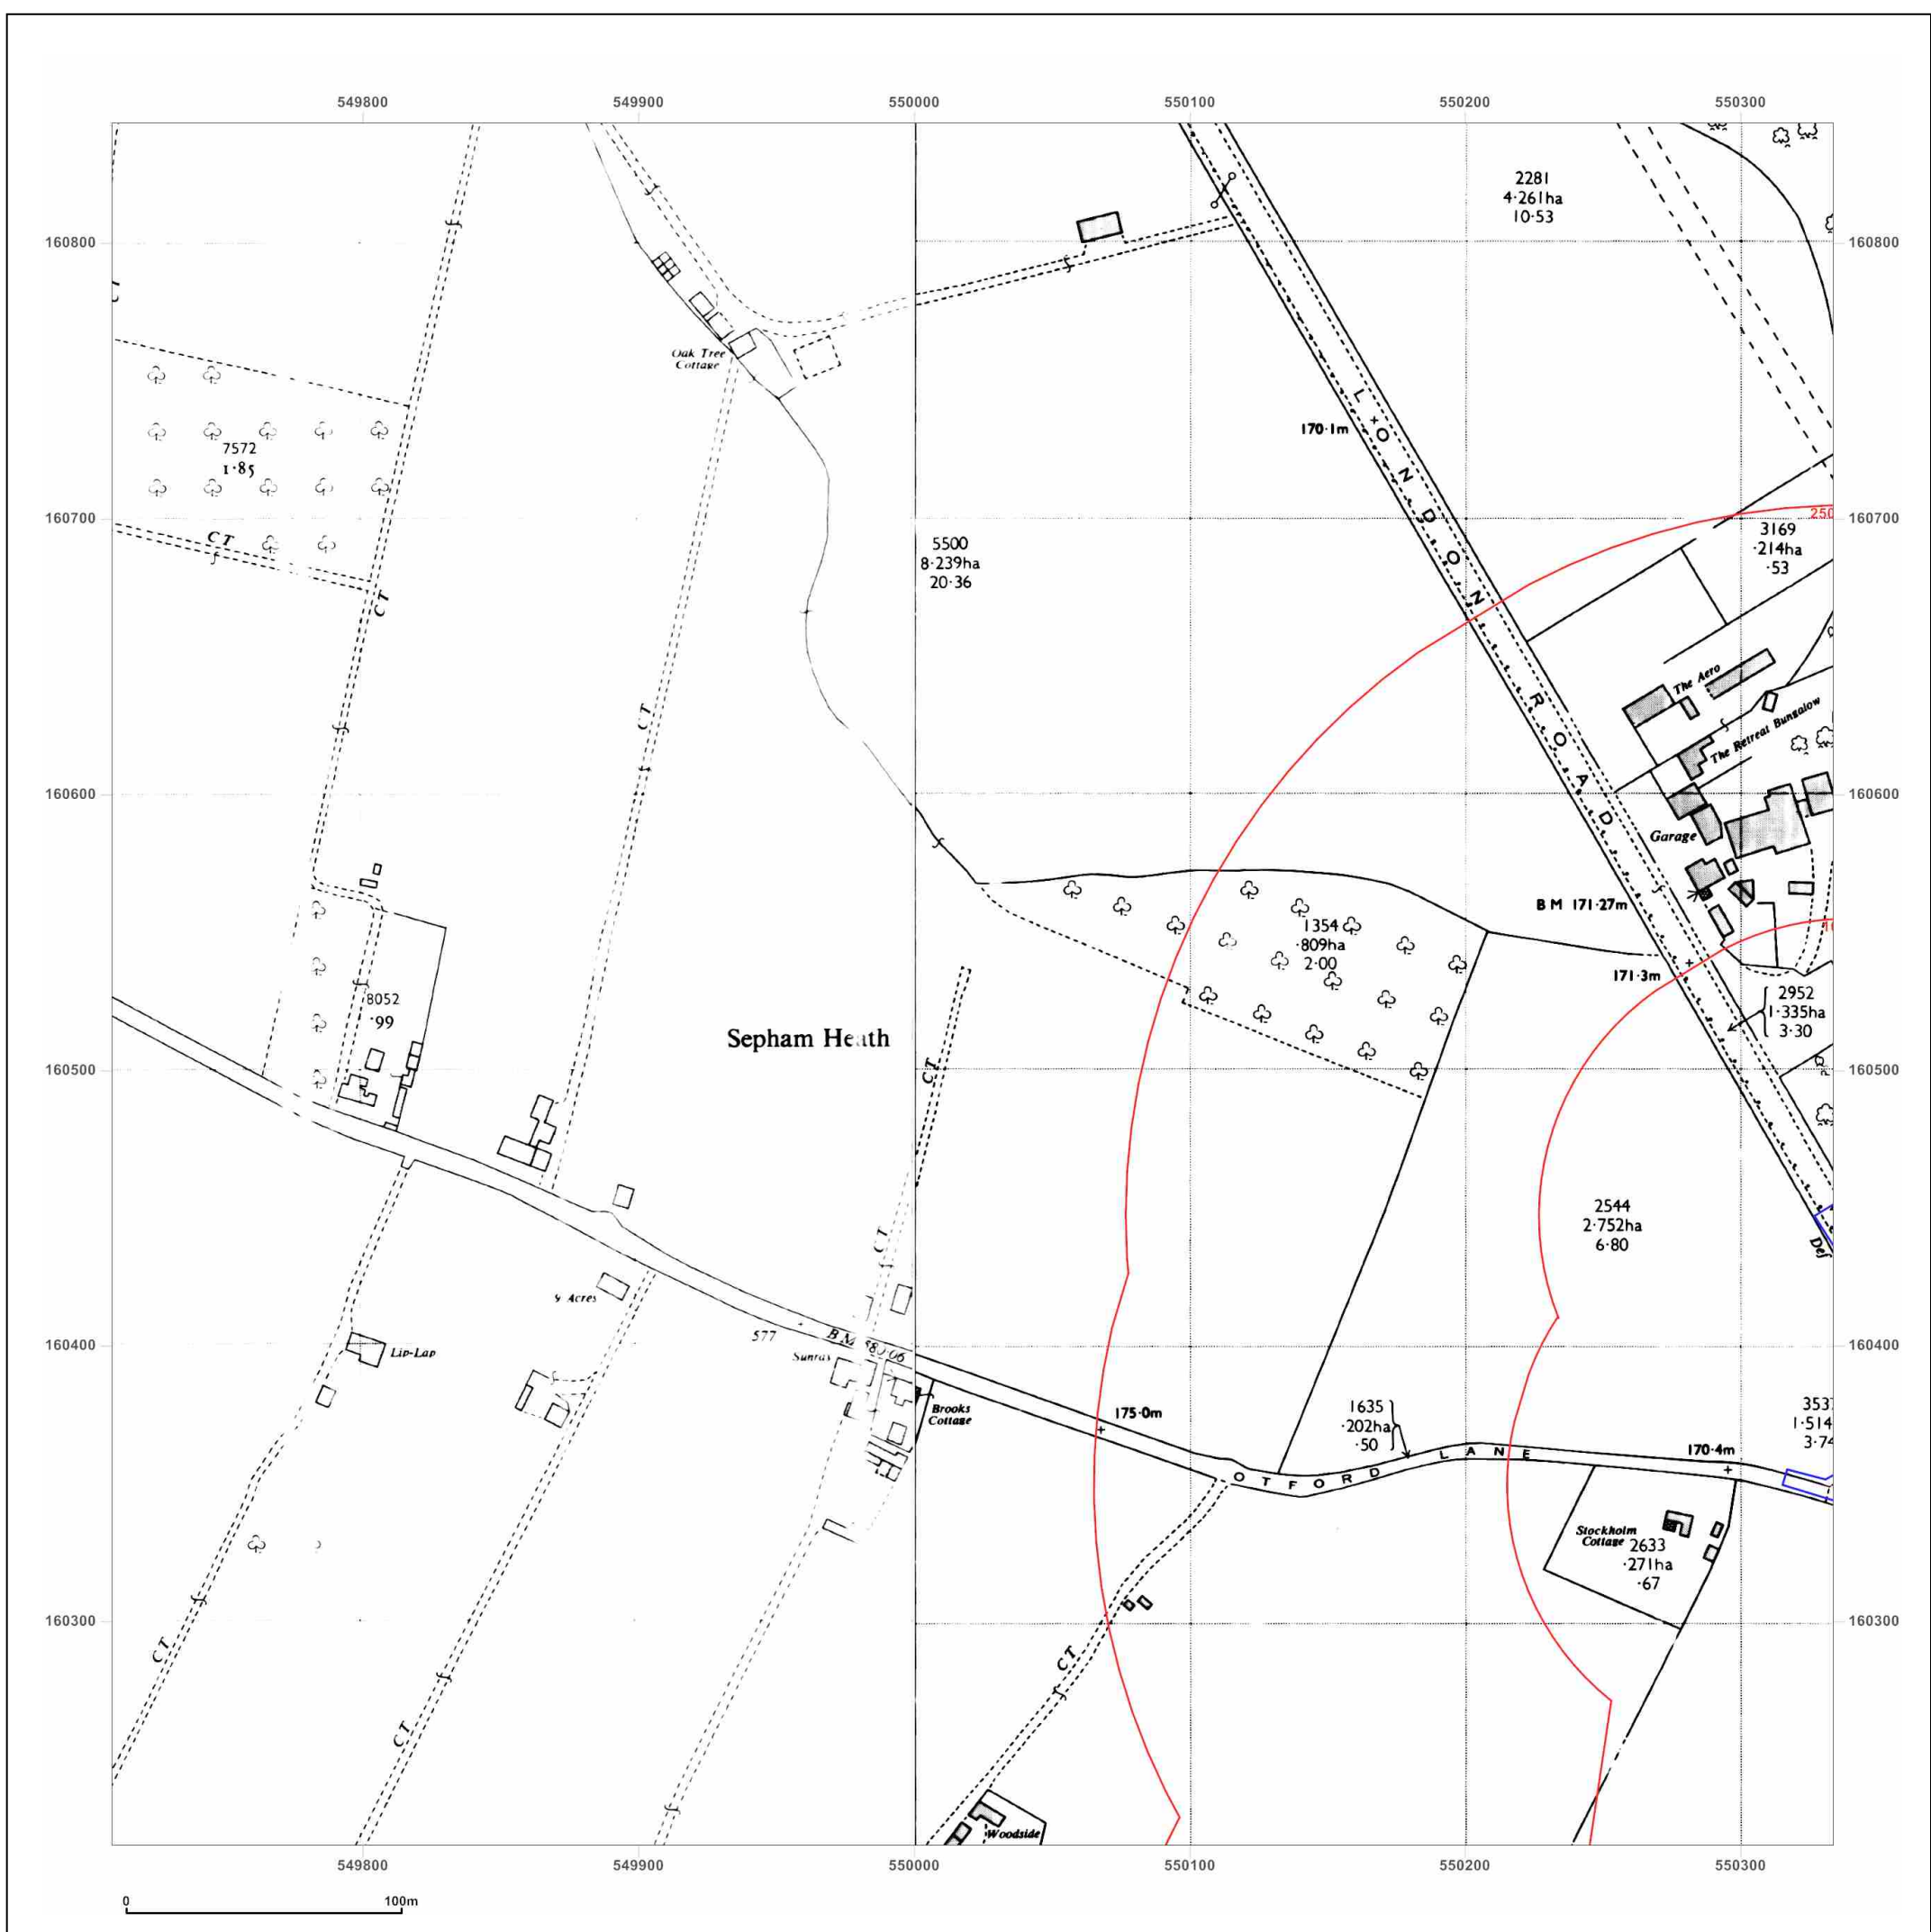 549800
549900
550000
550100
550200
550300
2281
4·261ha
10·53
160800
160800
CT
Oak Tree
Cottage
170·1m
LONDON ROAD
7572
1·85
CT
CT
160700
160700
250
5500
8·239ha
20·36
3169
·214ha
·53
CT
The Aero
The Retreat Bungalow
160600
160600
Garage
BM 171·27m
1354
·809ha
2·00
171·3m
8052
·99
2952
1·335ha
3·30
Sepham Heath
CT
160500
160500
2544
2·752ha
6·80
CT
9 Acres
577
BM 580·06
Sunray
160400
160400
Lip-Lap
Brooks
Cottage
175·0m
1635
·202ha
·50
OTFORD LANE
170·4m
Stockholm
Cottage
2633
·271ha
·67
160300
160300
CT
CT
CT
Woodside
549800
549900
550000
550100
550200
550300
0
100m